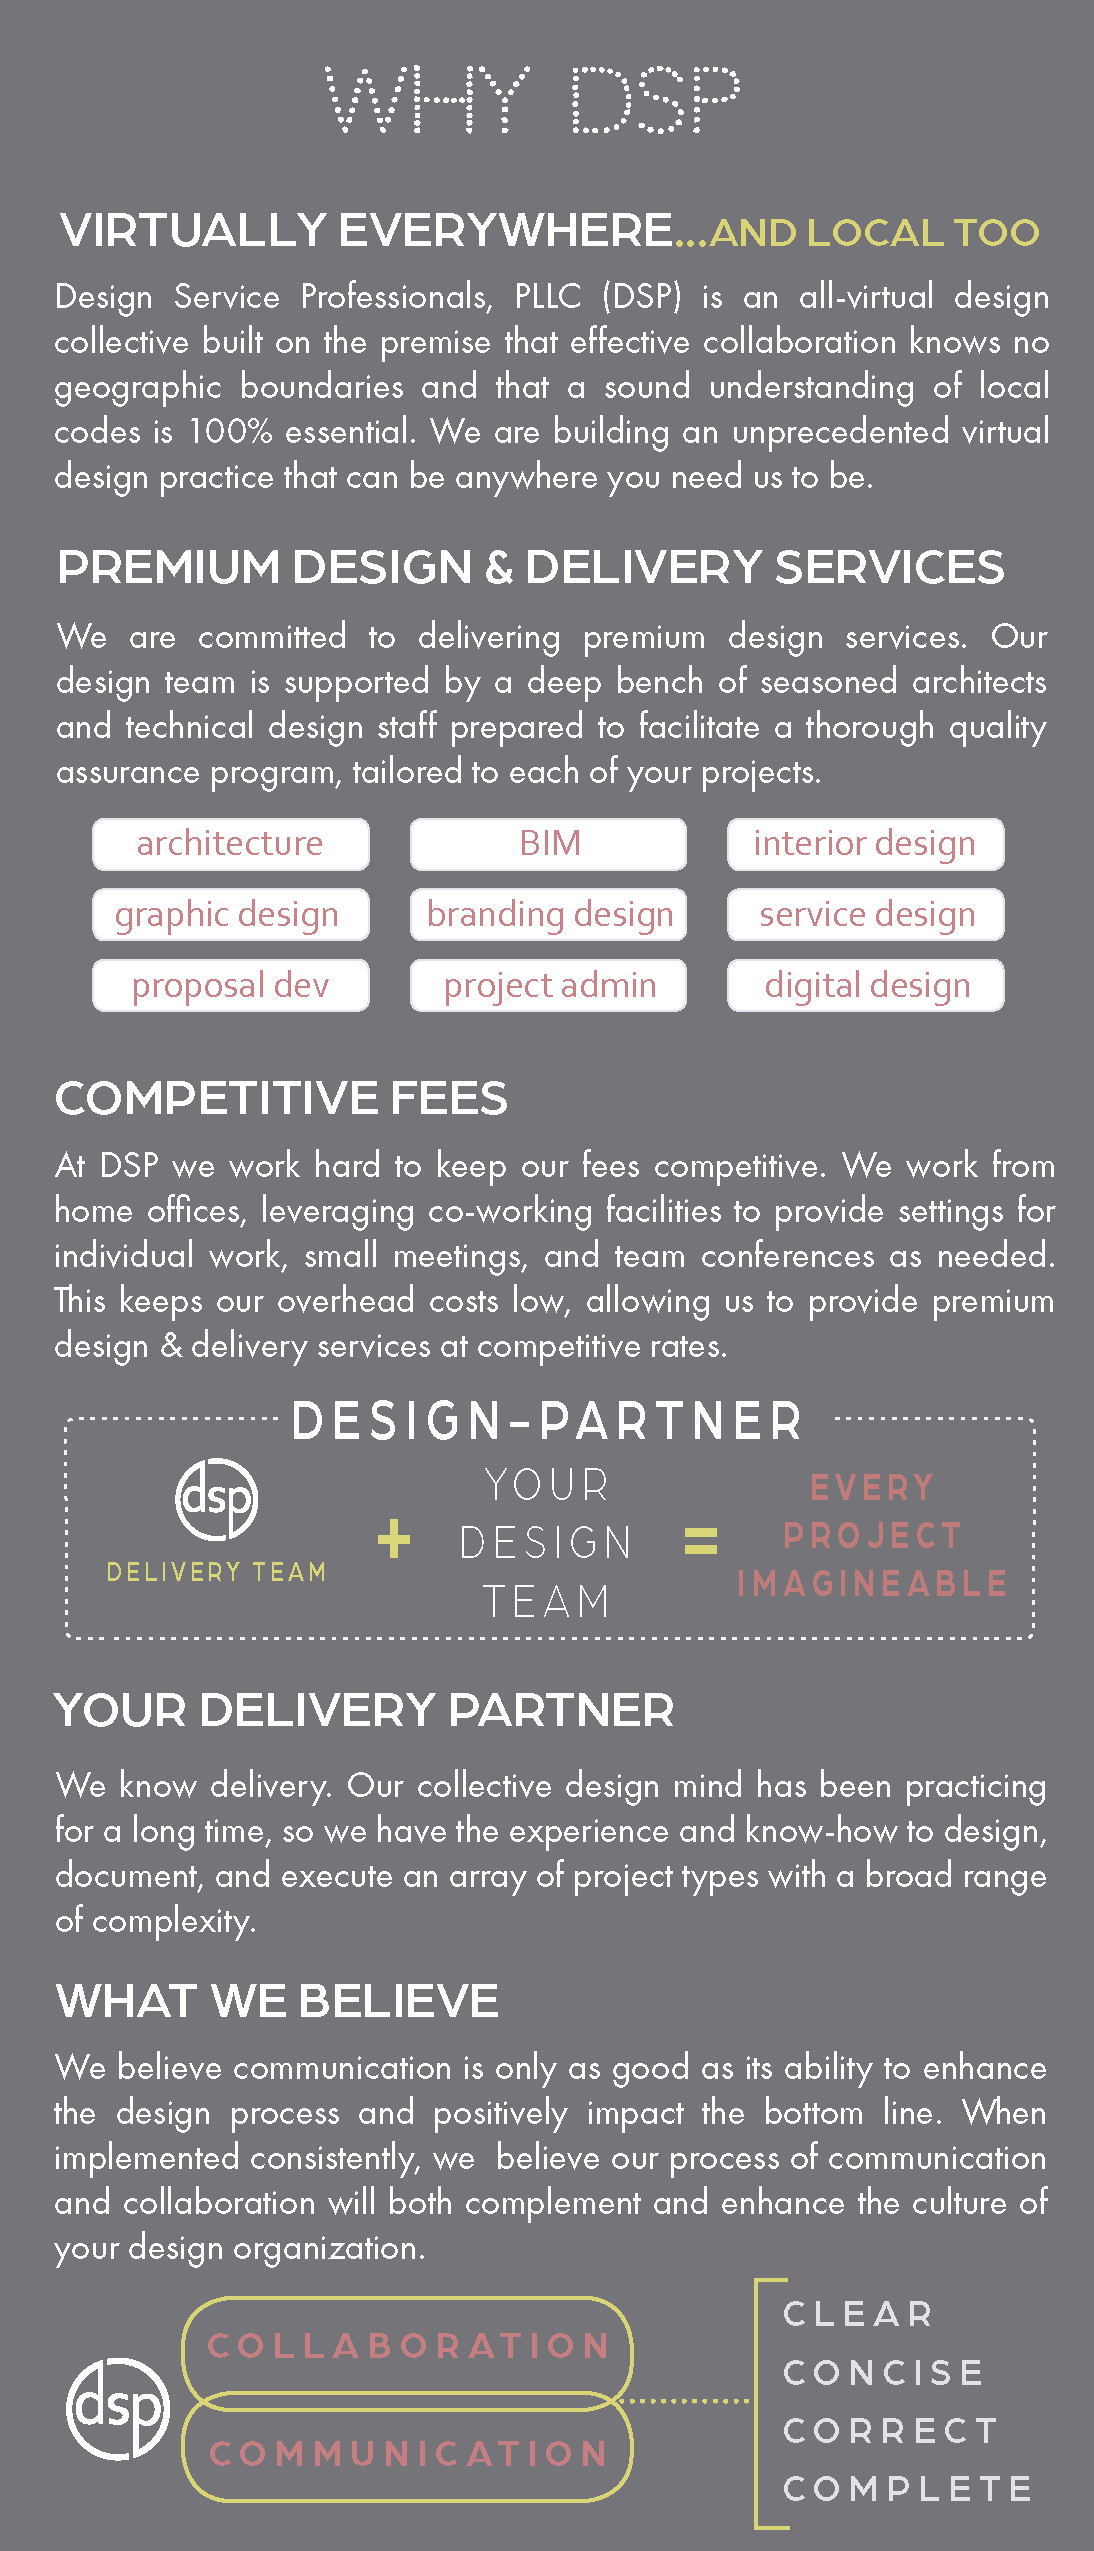 WHY DSP
VIRTUALLY EVERYWHERE...AND LOCAL TOO
Design Service Professionals, PLLC (DSP) is an all-virtual design
collective built on the premise that effective collaboration knows no
geographic boundaries and that a sound understanding of local
codes is 100% essential. We are building an unprecedented virtual
design practice that can be anywhere you need us to be.
PREMIUM DESIGN & DELIVERY SERVICES
We are committed to delivering premium design services. Our
design team is supported by a deep bench of seasoned architects
and technical design staff prepared to facilitate a thorough quality
assurance program, tailored to each of your projects.
architecture BIM interior design
graphic design branding design service design
proposal dev project admin digital design
COMPETITIVE FEES
At DSP we work hard to keep our fees competitive. We work from
home offices, leveraging co-working facilities to provide settings for
individual work, small meetings, and team conferences as needed.
This keeps our overhead costs low, allowing us to provide premium
design & delivery services at competitive rates.
DESIGN-PARTNER
dsp
DELIVERY TEAM
+
YOUR
DESIGN
TEAM
=
EVERY
PROJECT
IMAGINEABLE
YOUR DELIVERY PARTNER
We know delivery. Our collective design mind has been practicing
for a long time, so we have the experience and know-how to design,
document, and execute an array of project types with a broad range
of complexity.
WHAT WE BELIEVE
We believe communication is only as good as its ability to enhance
the design process and positively impact the bottom line. When
implemented consistently, we believe our process of communication
and collaboration will both complement and enhance the culture of
your design organization.
dsp
COLLABORATION
COMMUNICATION
CLEAR
CONCISE
CORRECT
COMPLETE